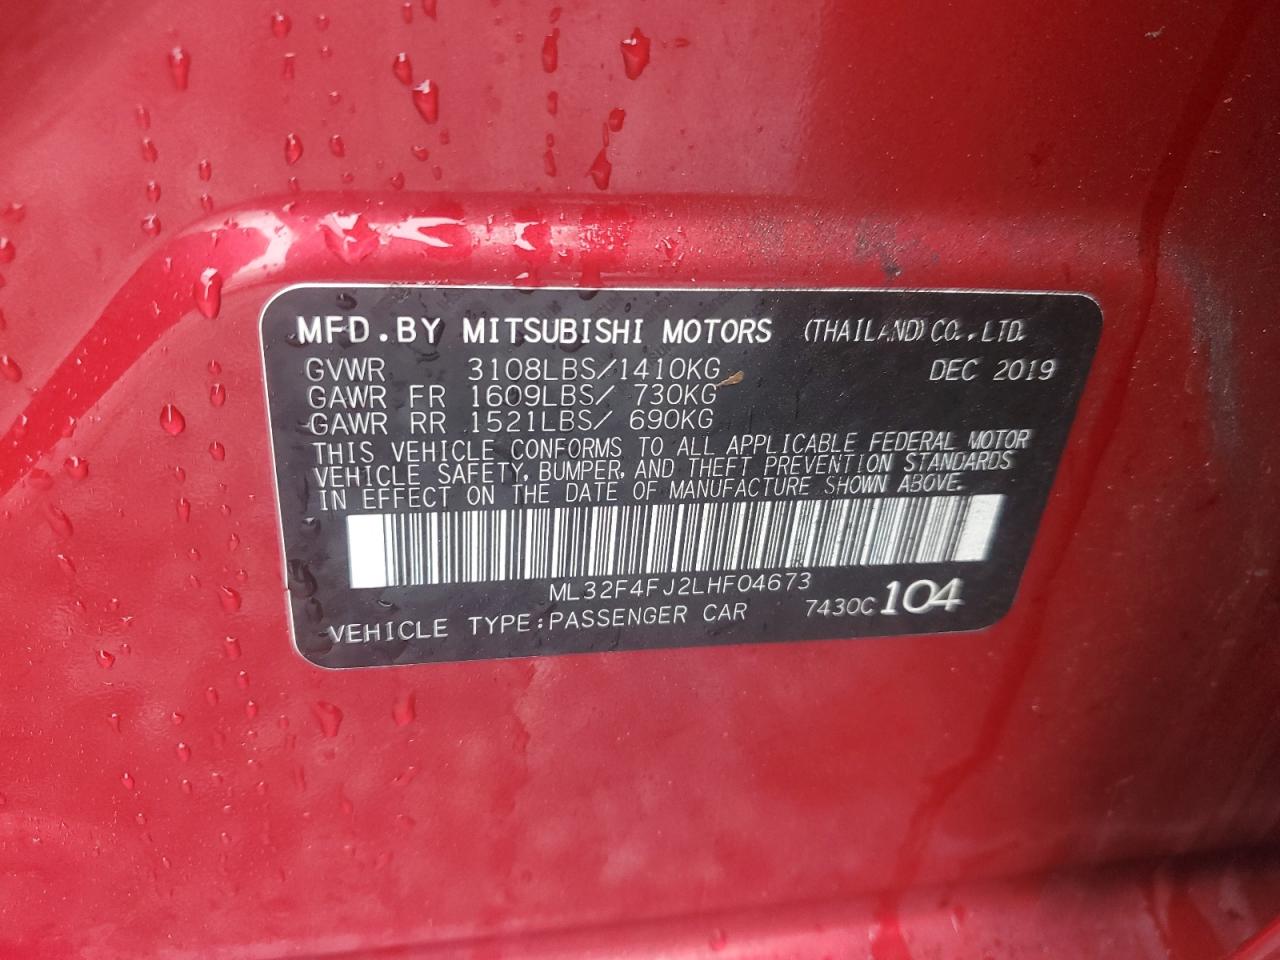 MFD.BY MITSUBISHI MOTORS (THAILAND)CO.,LTD.
GVWR 3108LBS/1410KG DEC 2019
GAWR FR 1609LBS/ 730KG
GAWR RR 1521LBS/ 690KG
THIS VEHICLE CONFORMS TO ALL APPLICABLE FEDERAL MOTOR
VEHICLE SAFETY, BUMPER, AND THEFT PREVENTION STANDARDS
IN EFFECT ON THE DATE OF MANUFACTURE SHOWN ABOVE.
ML32F4FJ2LHF04673
VEHICLE TYPE:PASSENGER CAR 7430C 104